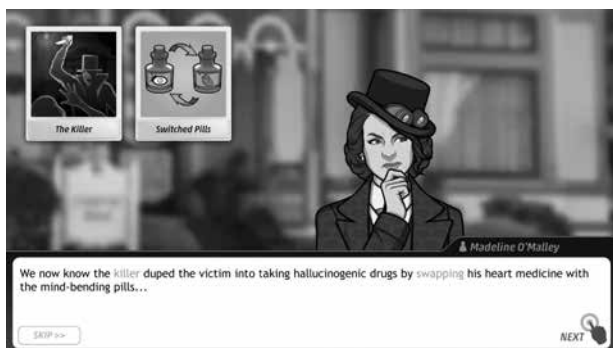 The Killer
Switched Pills
Madeline O'Malley
We now know the killer duped the victim into taking hallucinogenic drugs by swapping his heart medicine with
the mind-bending pills...
SKIP >>
NEXT